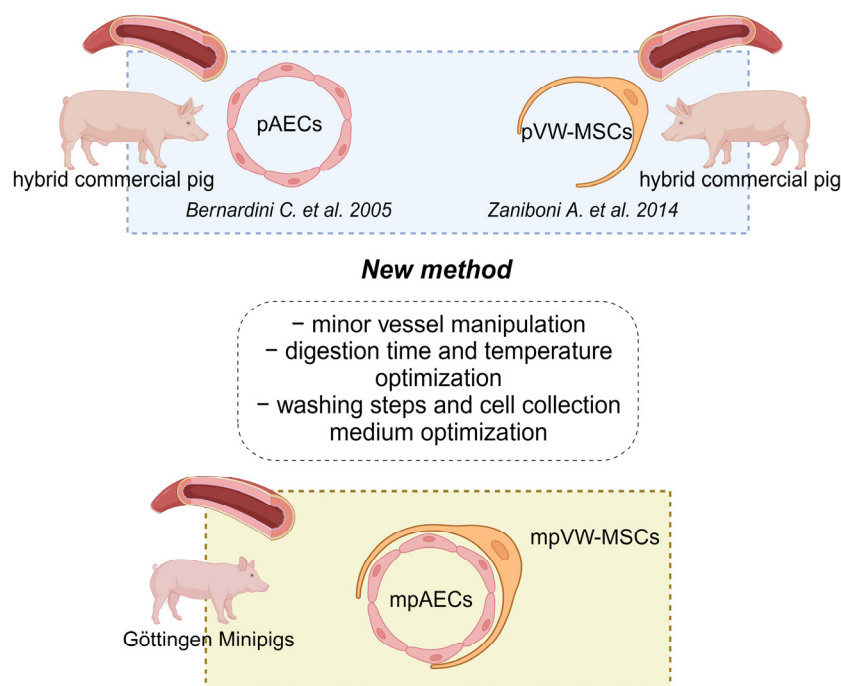 pAECs
pVW-MSCs
hybrid commercial pig
hybrid commercial pig
Bernardini C. et al. 2005
Zaniboni A. et al. 2014
New method
− minor vessel manipulation
− digestion time and temperature
optimization
− washing steps and cell collection
medium optimization
mpVW-MSCs
mpAECs
Göttingen Minipigs